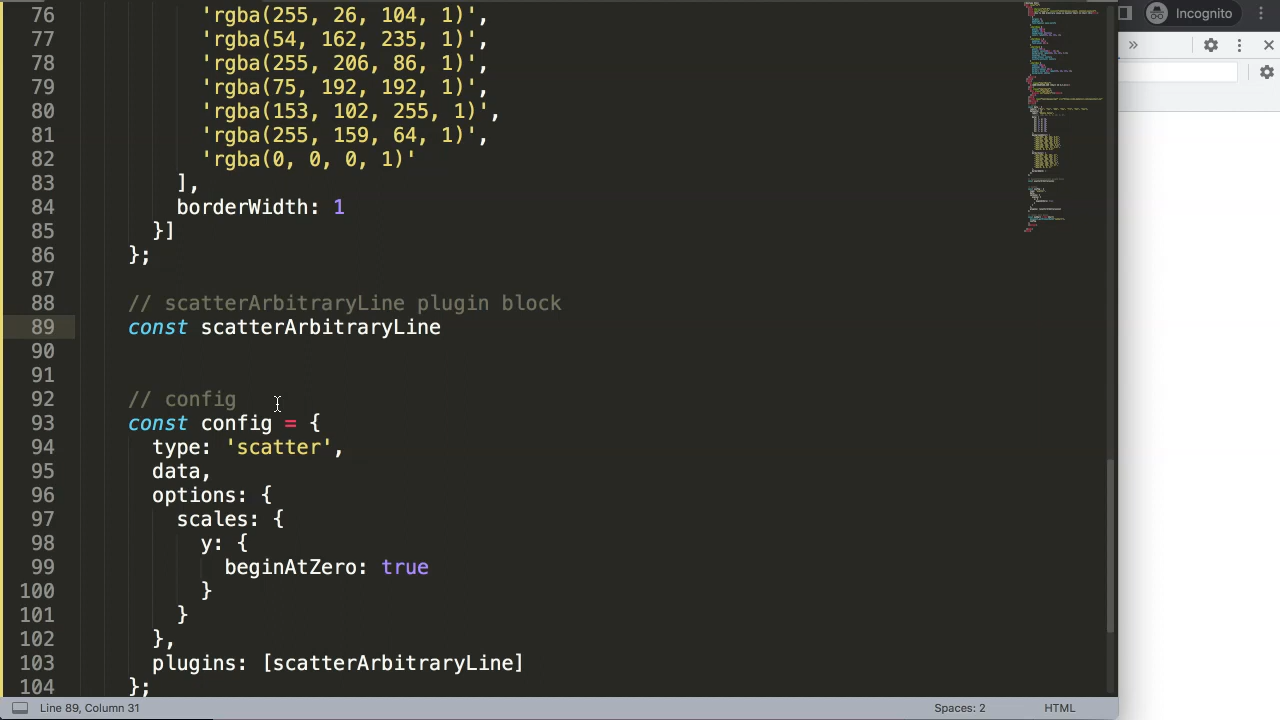 76 'rgba(255, 26, 104, 1)',
77 'rgba(54, 162, 235, 1)',
78 'rgba(255, 206, 86, 1)',
79 'rgba(75, 192, 192, 1)',
80 'rgba(153, 102, 255, 1)',
81 'rgba(255, 159, 64, 1)',
82 'rgba(0, 0, 0, 1)'
83 ],
84 borderWidth: 1
85 }]
86 };
87
88 // scatterArbitraryLine plugin block
89 const scatterArbitraryLine
90
91
92 // config
93 const config = {
94 type: 'scatter',
95 data,
96 options: {
97 scales: {
98 y: {
99 beginAtZero: true
100 }
101 }
102 },
103 plugins: [scatterArbitraryLine]
104 };
Incognito
»
Line 89, Column 31
Spaces: 2
HTML